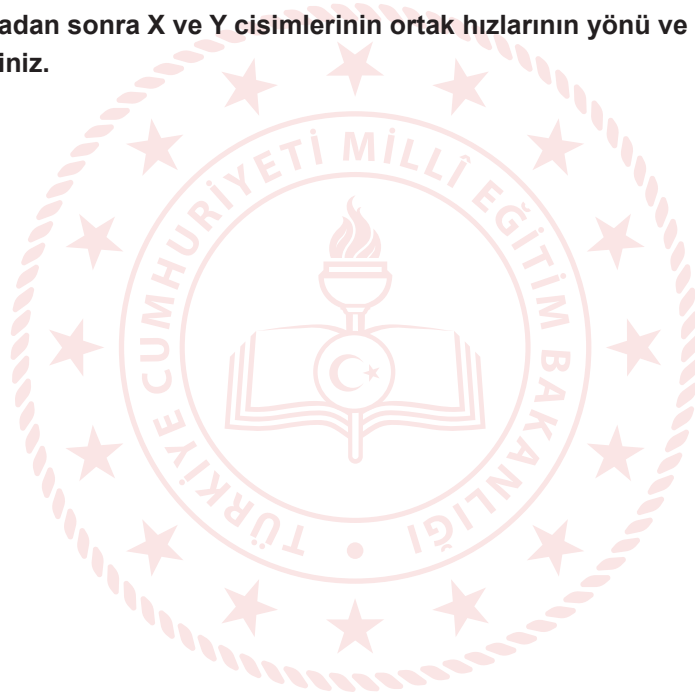 adan sonra X ve Y cisimlerinin ortak hızlarının yönü ve
iniz.
TÜRKİYE CUMHURİYETİ MİLLÎ EĞİTİM BAKANLIĞI